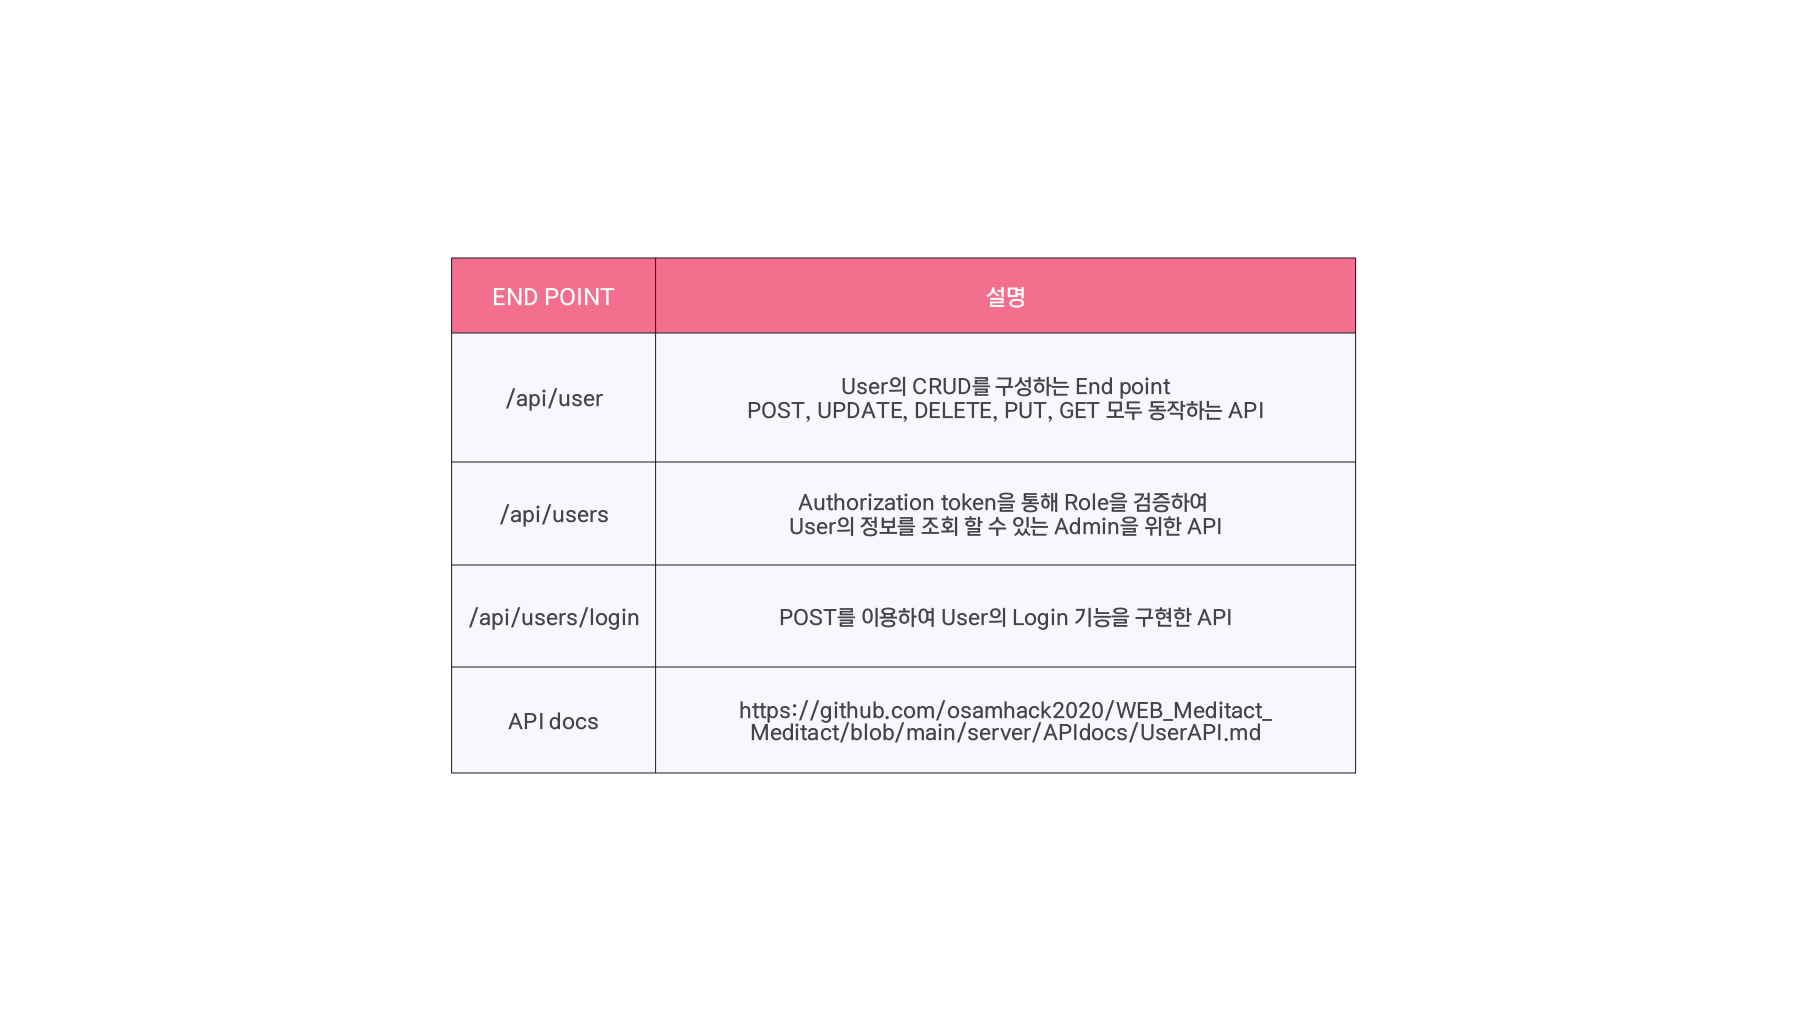 END POINT
설명
/api/user
User의 CRUD를 구성하는 End point
POST, UPDATE, DELETE, PUT, GET 모두 동작하는 API
/api/users
Authorization token을 통해 Role을 검증하여
User의 정보를 조회 할 수 있는 Admin을 위한 API
/api/users/login
POST를 이용하여 User의 Login 기능을 구현한 API
API docs
https://github.com/osamhack2020/WEB_Meditact_
Meditact/blob/main/server/APIdocs/UserAPI.md